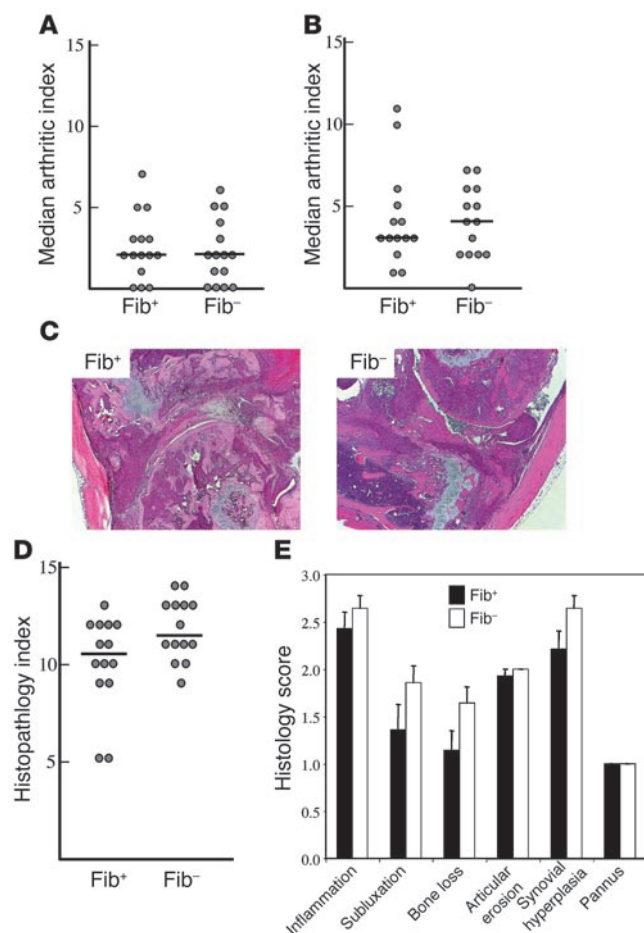 A
15
10
5
Median arthritic index
Fib+
Fib−
B
15
10
5
Median arthritic index
Fib+
Fib−
C
Fib+
Fib−
D
15
10
5
Histopathlogy index
Fib+
Fib−
E
3.0
2.5
2.0
1.5
1.0
0.5
0.0
Histology score
Fib+
Fib−
Inflammation
Subluxation
Bone loss
Articular
erosion
Synovial
hyperplasia
Pannus